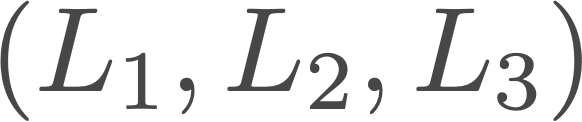 (L₁, L₂, L₃)